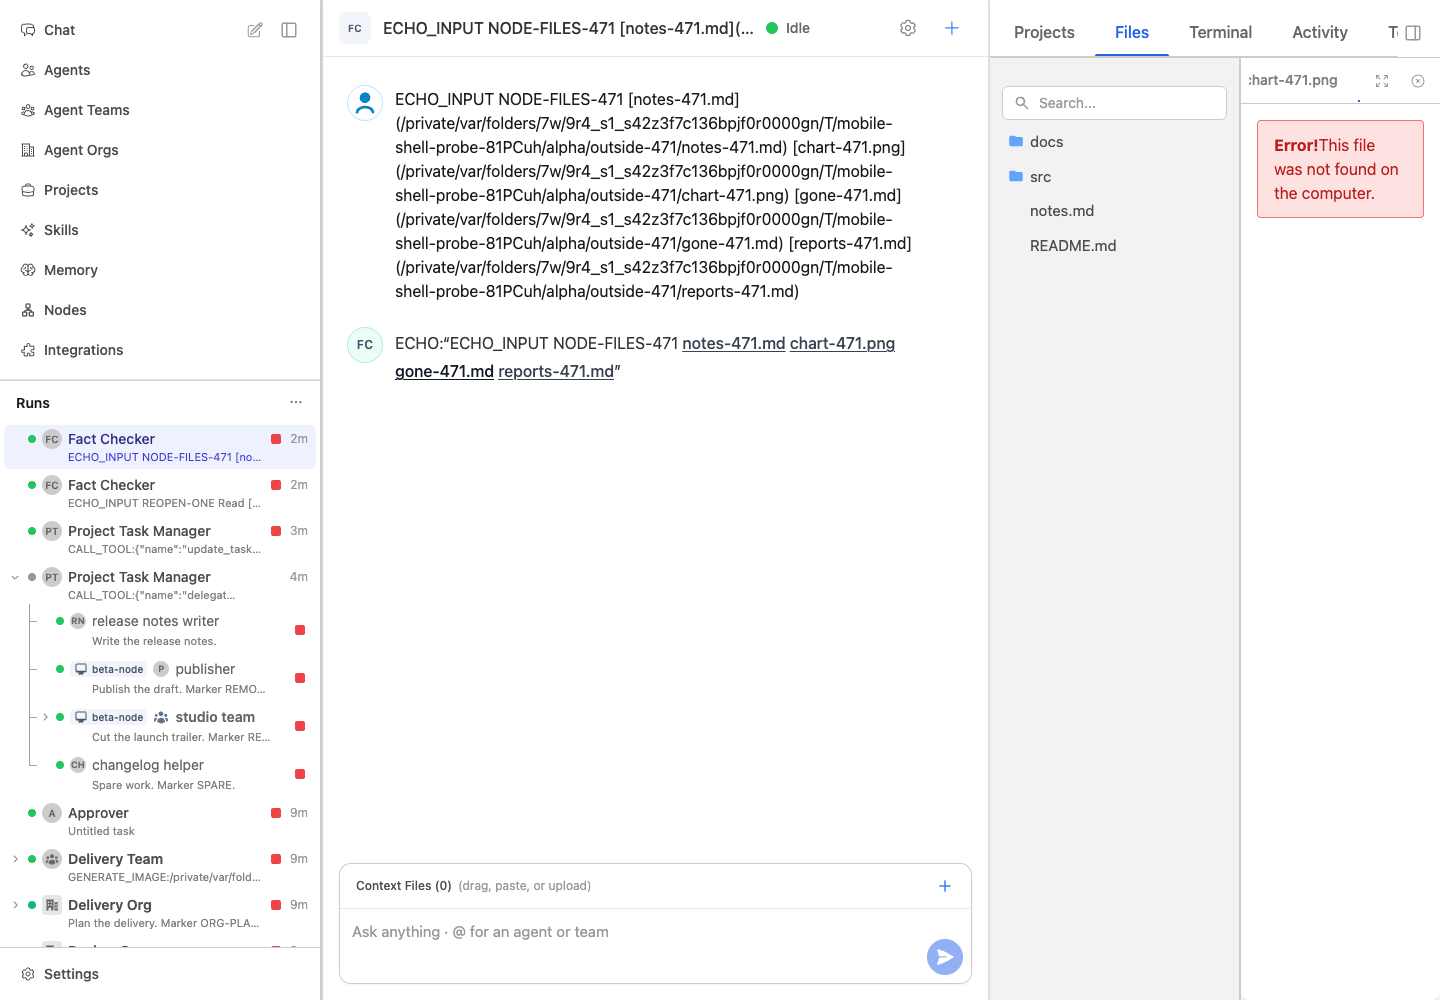 Chat
Agents
Agent Teams
Agent Orgs
Projects
Skills
Memory
Nodes
Integrations
Runs
FC Fact Checker 2m
ECHO_INPUT NODE-FILES-471 [no...
FC Fact Checker 2m
ECHO_INPUT REOPEN-ONE Read [...
PT Project Task Manager 3m
CALL_TOOL:{"name":"update_task...
PT Project Task Manager 4m
CALL_TOOL:{"name":"delegat...
RN release notes writer
Write the release notes.
beta-node P publisher
Publish the draft. Marker REMO...
beta-node studio team
Cut the launch trailer. Marker RE...
CH changelog helper
Spare work. Marker SPARE.
A Approver 9m
Untitled task
Delivery Team 9m
GENERATE_IMAGE:/private/var/fold...
Delivery Org 9m
Plan the delivery. Marker ORG-PLA...
Settings
FC ECHO_INPUT NODE-FILES-471 [notes-471.md](... Idle
ECHO_INPUT NODE-FILES-471 [notes-471.md]
(/private/var/folders/7w/9r4_s1_s42z3f7c136bpjf0r0000gn/T/mobile-
shell-probe-81PCuh/alpha/outside-471/notes-471.md) [chart-471.png]
(/private/var/folders/7w/9r4_s1_s42z3f7c136bpjf0r0000gn/T/mobile-
shell-probe-81PCuh/alpha/outside-471/chart-471.png) [gone-471.md]
(/private/var/folders/7w/9r4_s1_s42z3f7c136bpjf0r0000gn/T/mobile-
shell-probe-81PCuh/alpha/outside-471/gone-471.md) [reports-471.md]
(/private/var/folders/7w/9r4_s1_s42z3f7c136bpjf0r0000gn/T/mobile-
shell-probe-81PCuh/alpha/outside-471/reports-471.md)
FC ECHO:“ECHO_INPUT NODE-FILES-471 notes-471.md chart-471.png
gone-471.md reports-471.md”
Context Files (0) (drag, paste, or upload)
Ask anything · @ for an agent or team
Projects Files Terminal Activity
Search...
docs
src
notes.md
README.md
chart-471.png
Error!This file
was not found on
the computer.